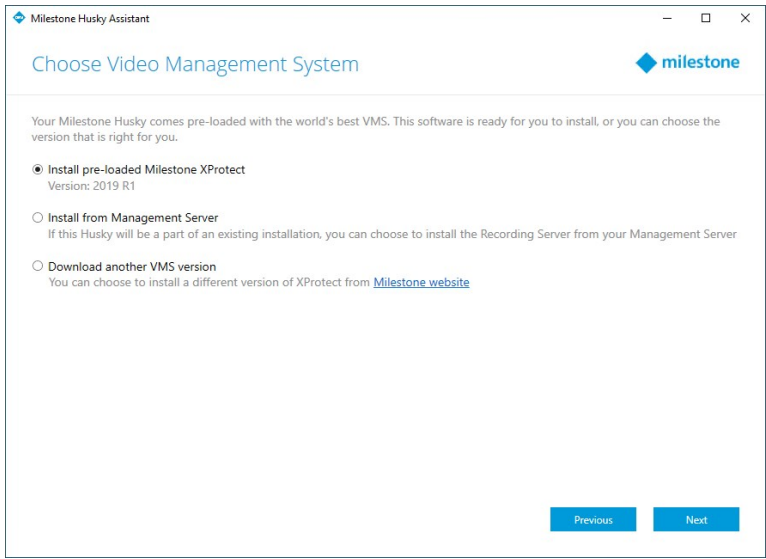 Milestone Husky Assistant
Choose Video Management System
milestone
Your Milestone Husky comes pre-loaded with the world's best VMS. This software is ready for you to install, or you can choose the
version that is right for you.
Install pre-loaded Milestone XProtect
Version: 2019 R1
Install from Management Server
If this Husky will be a part of an existing installation, you can choose to install the Recording Server from your Management Server
Download another VMS version
You can choose to install a different version of XProtect from Milestone website
Previous
Next